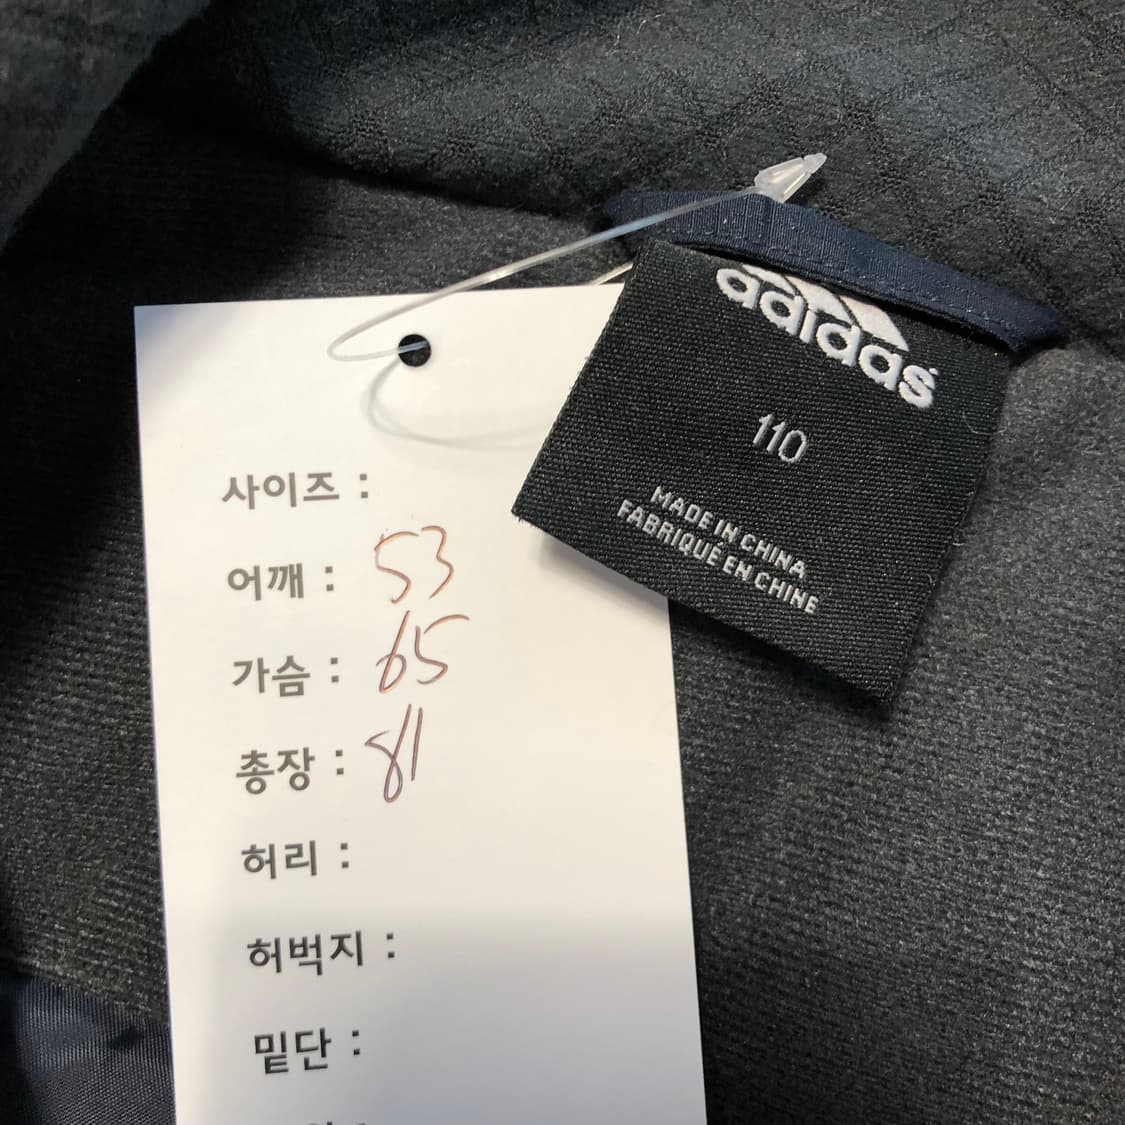 adidas
110
MADE IN CHINA
FABRIQUÉ EN CHINE
사이즈 :
어깨 : 53
가슴 : 65
총장 : 81
허리 :
허벅지 :
밑단 :